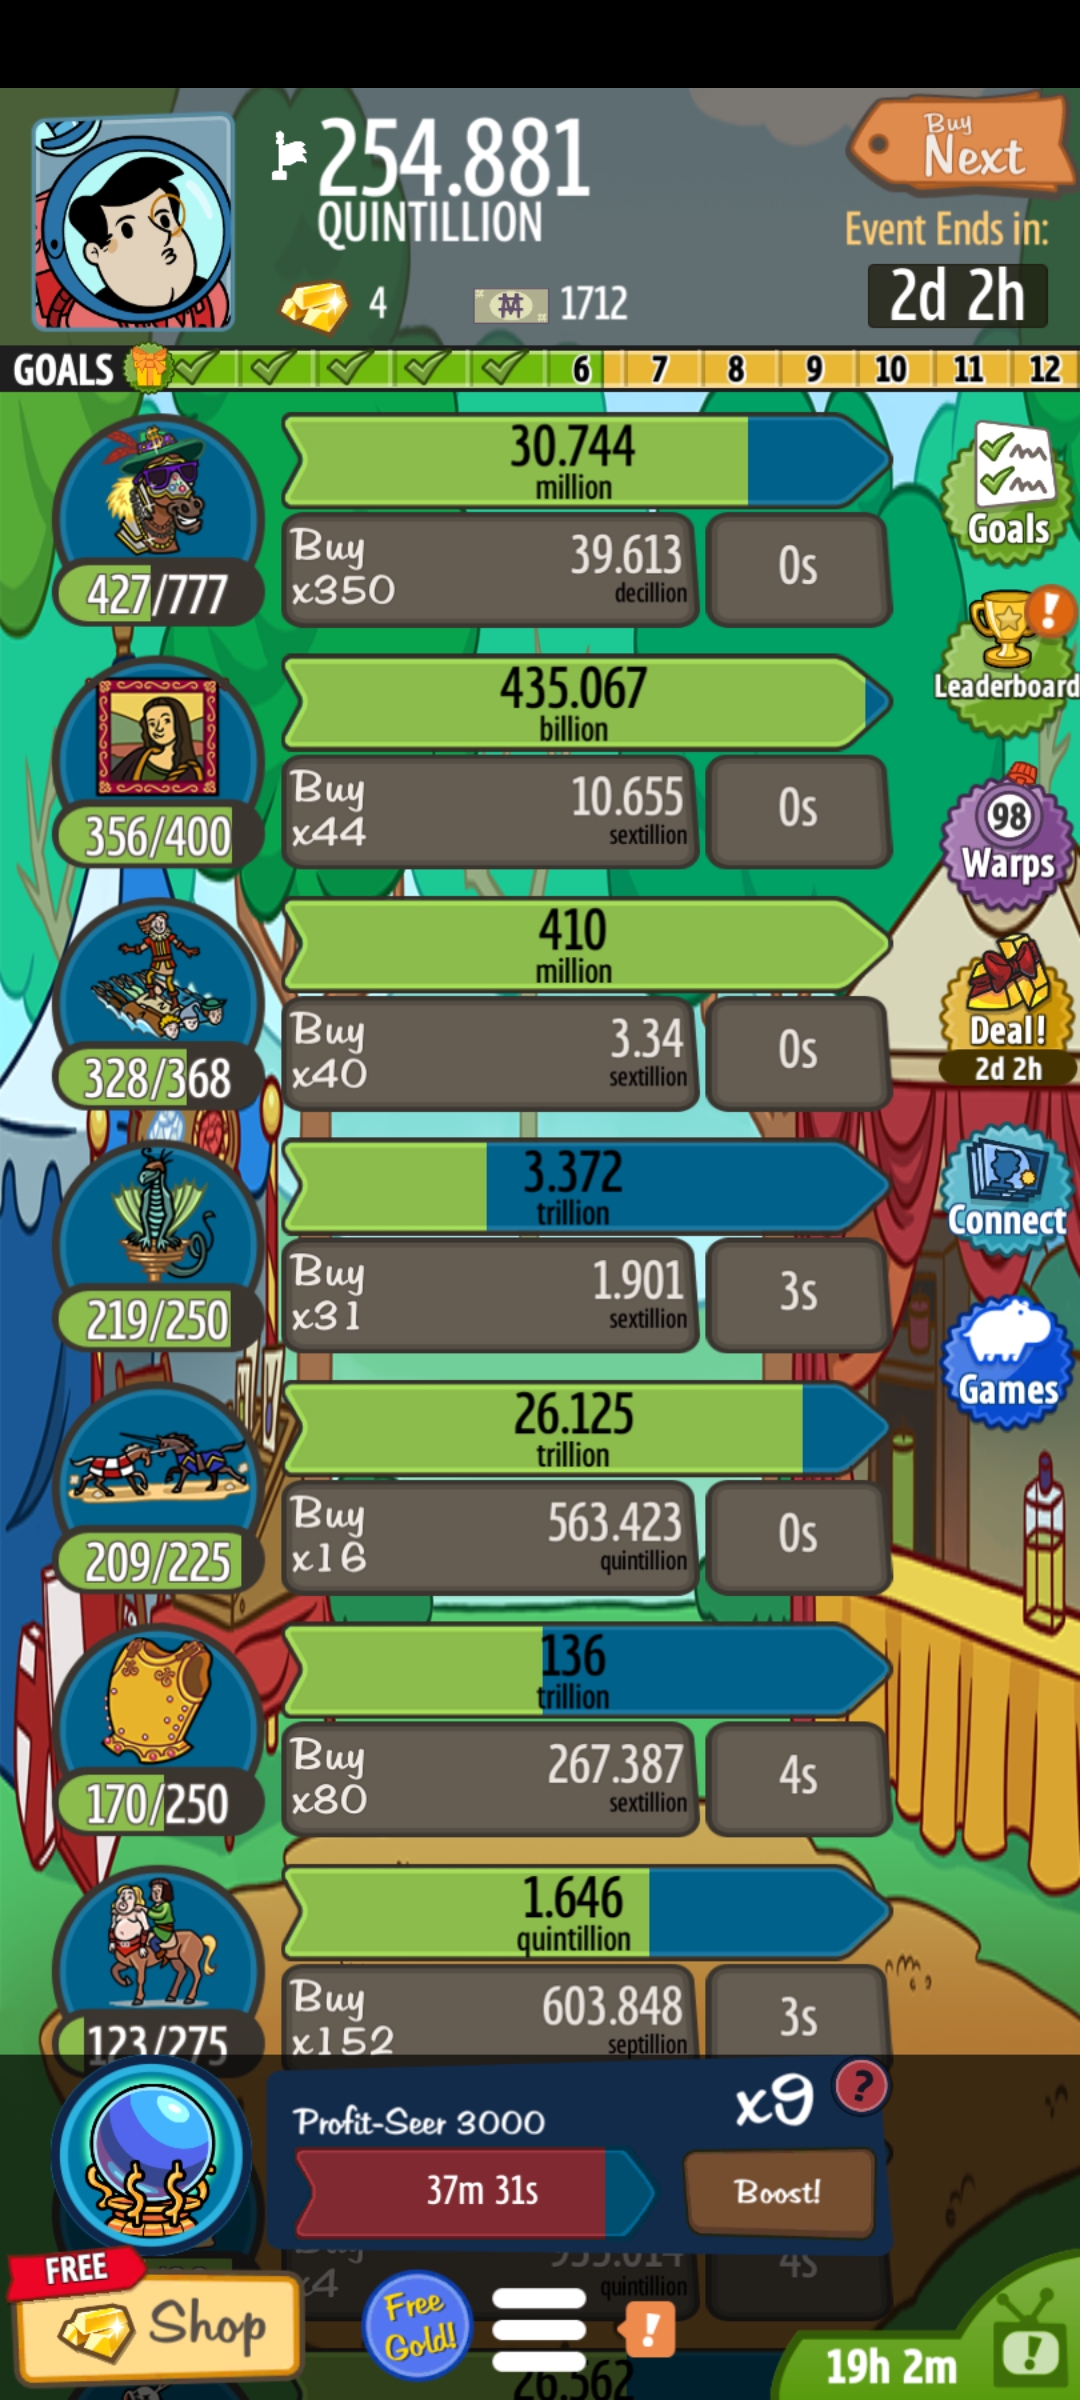 254.881
QUINTILLION
Buy
Next
Event Ends in:
2d 2h
4
1712
GOALS
6 7 8 9 10 11 12
30.744
million
Buy
x350
39.613
decillion
0s
427/777
Goals
Leaderboard
435.067
billion
Buy
x44
10.655
sextillion
0s
356/400
98
Warps
410
million
Buy
x40
3.34
sextillion
0s
328/368
Deal!
2d 2h
3.372
trillion
Buy
x31
1.901
sextillion
3s
219/250
Connect
26.125
trillion
Buy
x16
563.423
quintillion
0s
209/225
Games
136
trillion
Buy
x80
267.387
sextillion
4s
170/250
1.646
quintillion
Buy
x152
603.848
septillion
3s
123/275
Profit-Seer 3000
x9
?
37m 31s
Boost!
x4
quintillion
4s
FREE
Shop
Free
Gold!
!
26.562
19h 2m
!